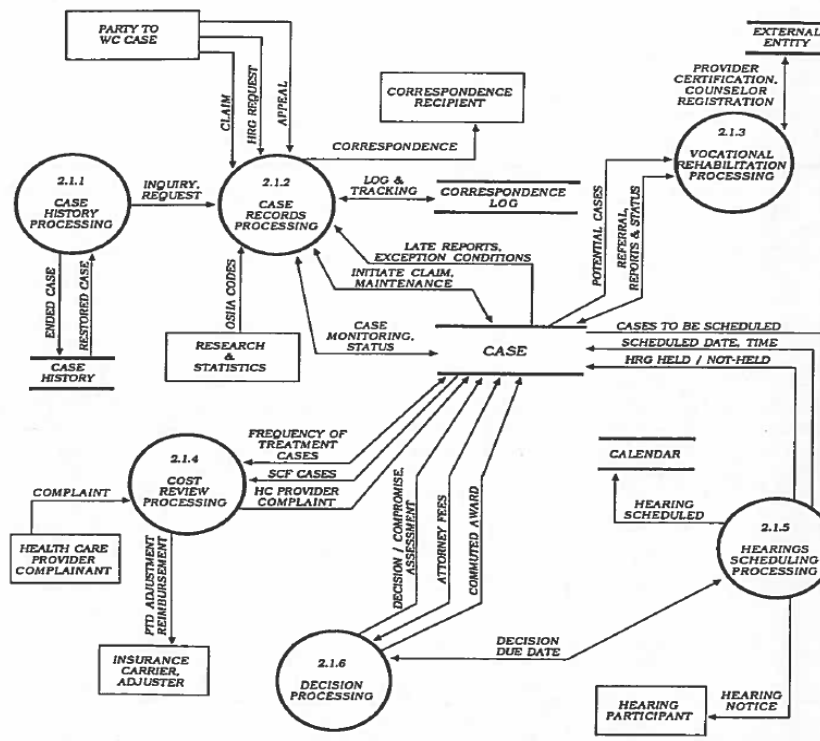 PARTY TO
WC CASE
CLAIM
HRG REQUEST
APPEAL
CORRESPONDENCE
RECIPIENT
CORRESPONDENCE
EXTERNAL
ENTITY
PROVIDER
CERTIFICATION,
COUNSELOR
REGISTRATION
2.1.3
VOCATIONAL
REHABILITATION
PROCESSING
2.1.1
CASE
HISTORY
PROCESSING
INQUIRY,
REQUEST
2.1.2
CASE
RECORDS
PROCESSING
LOG &
TRACKING
CORRESPONDENCE
LOG
POTENTIAL CASES
REFERRAL,
REPORTS & STATUS
LATE REPORTS,
EXCEPTION CONDITIONS
INITIATE CLAIM,
MAINTENANCE
ENDED CASE
RESTORED CASE
CASE
HISTORY
OSHA CODES
RESEARCH
&
STATISTICS
CASE
MONITORING,
STATUS
CASE
CASES TO BE SCHEDULED
SCHEDULED DATE, TIME
HRG HELD / NOT-HELD
2.1.4
COST
REVIEW
PROCESSING
FREQUENCY OF
TREATMENT
CASES
SCF CASES
HC PROVIDER
COMPLAINT
COMPLAINT
HEALTH CARE
PROVIDER
COMPLAINANT
PTD ADJUSTMENT
REIMBURSEMENT
INSURANCE
CARRIER,
ADJUSTER
DECISION / COMPROMISE,
ASSESSMENT
ATTORNEY FEES
COMMUTED AWARD
CALENDAR
HEARING
SCHEDULED
2.1.5
HEARINGS
SCHEDULING
PROCESSING
2.1.6
DECISION
PROCESSING
DECISION
DUE DATE
HEARING
PARTICIPANT
HEARING
NOTICE